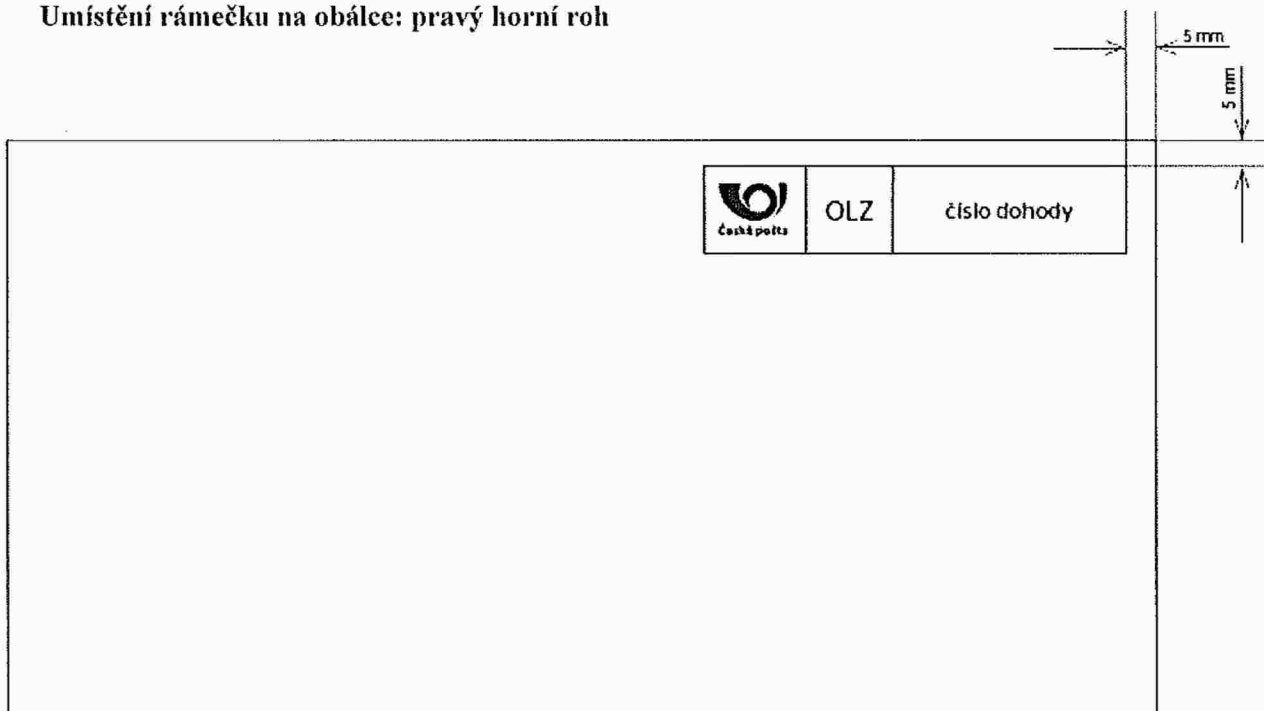 Umístění rámečku na obálce: pravý horní roh
5 mm
5 mm
Česká pošta
OLZ
číslo dohody